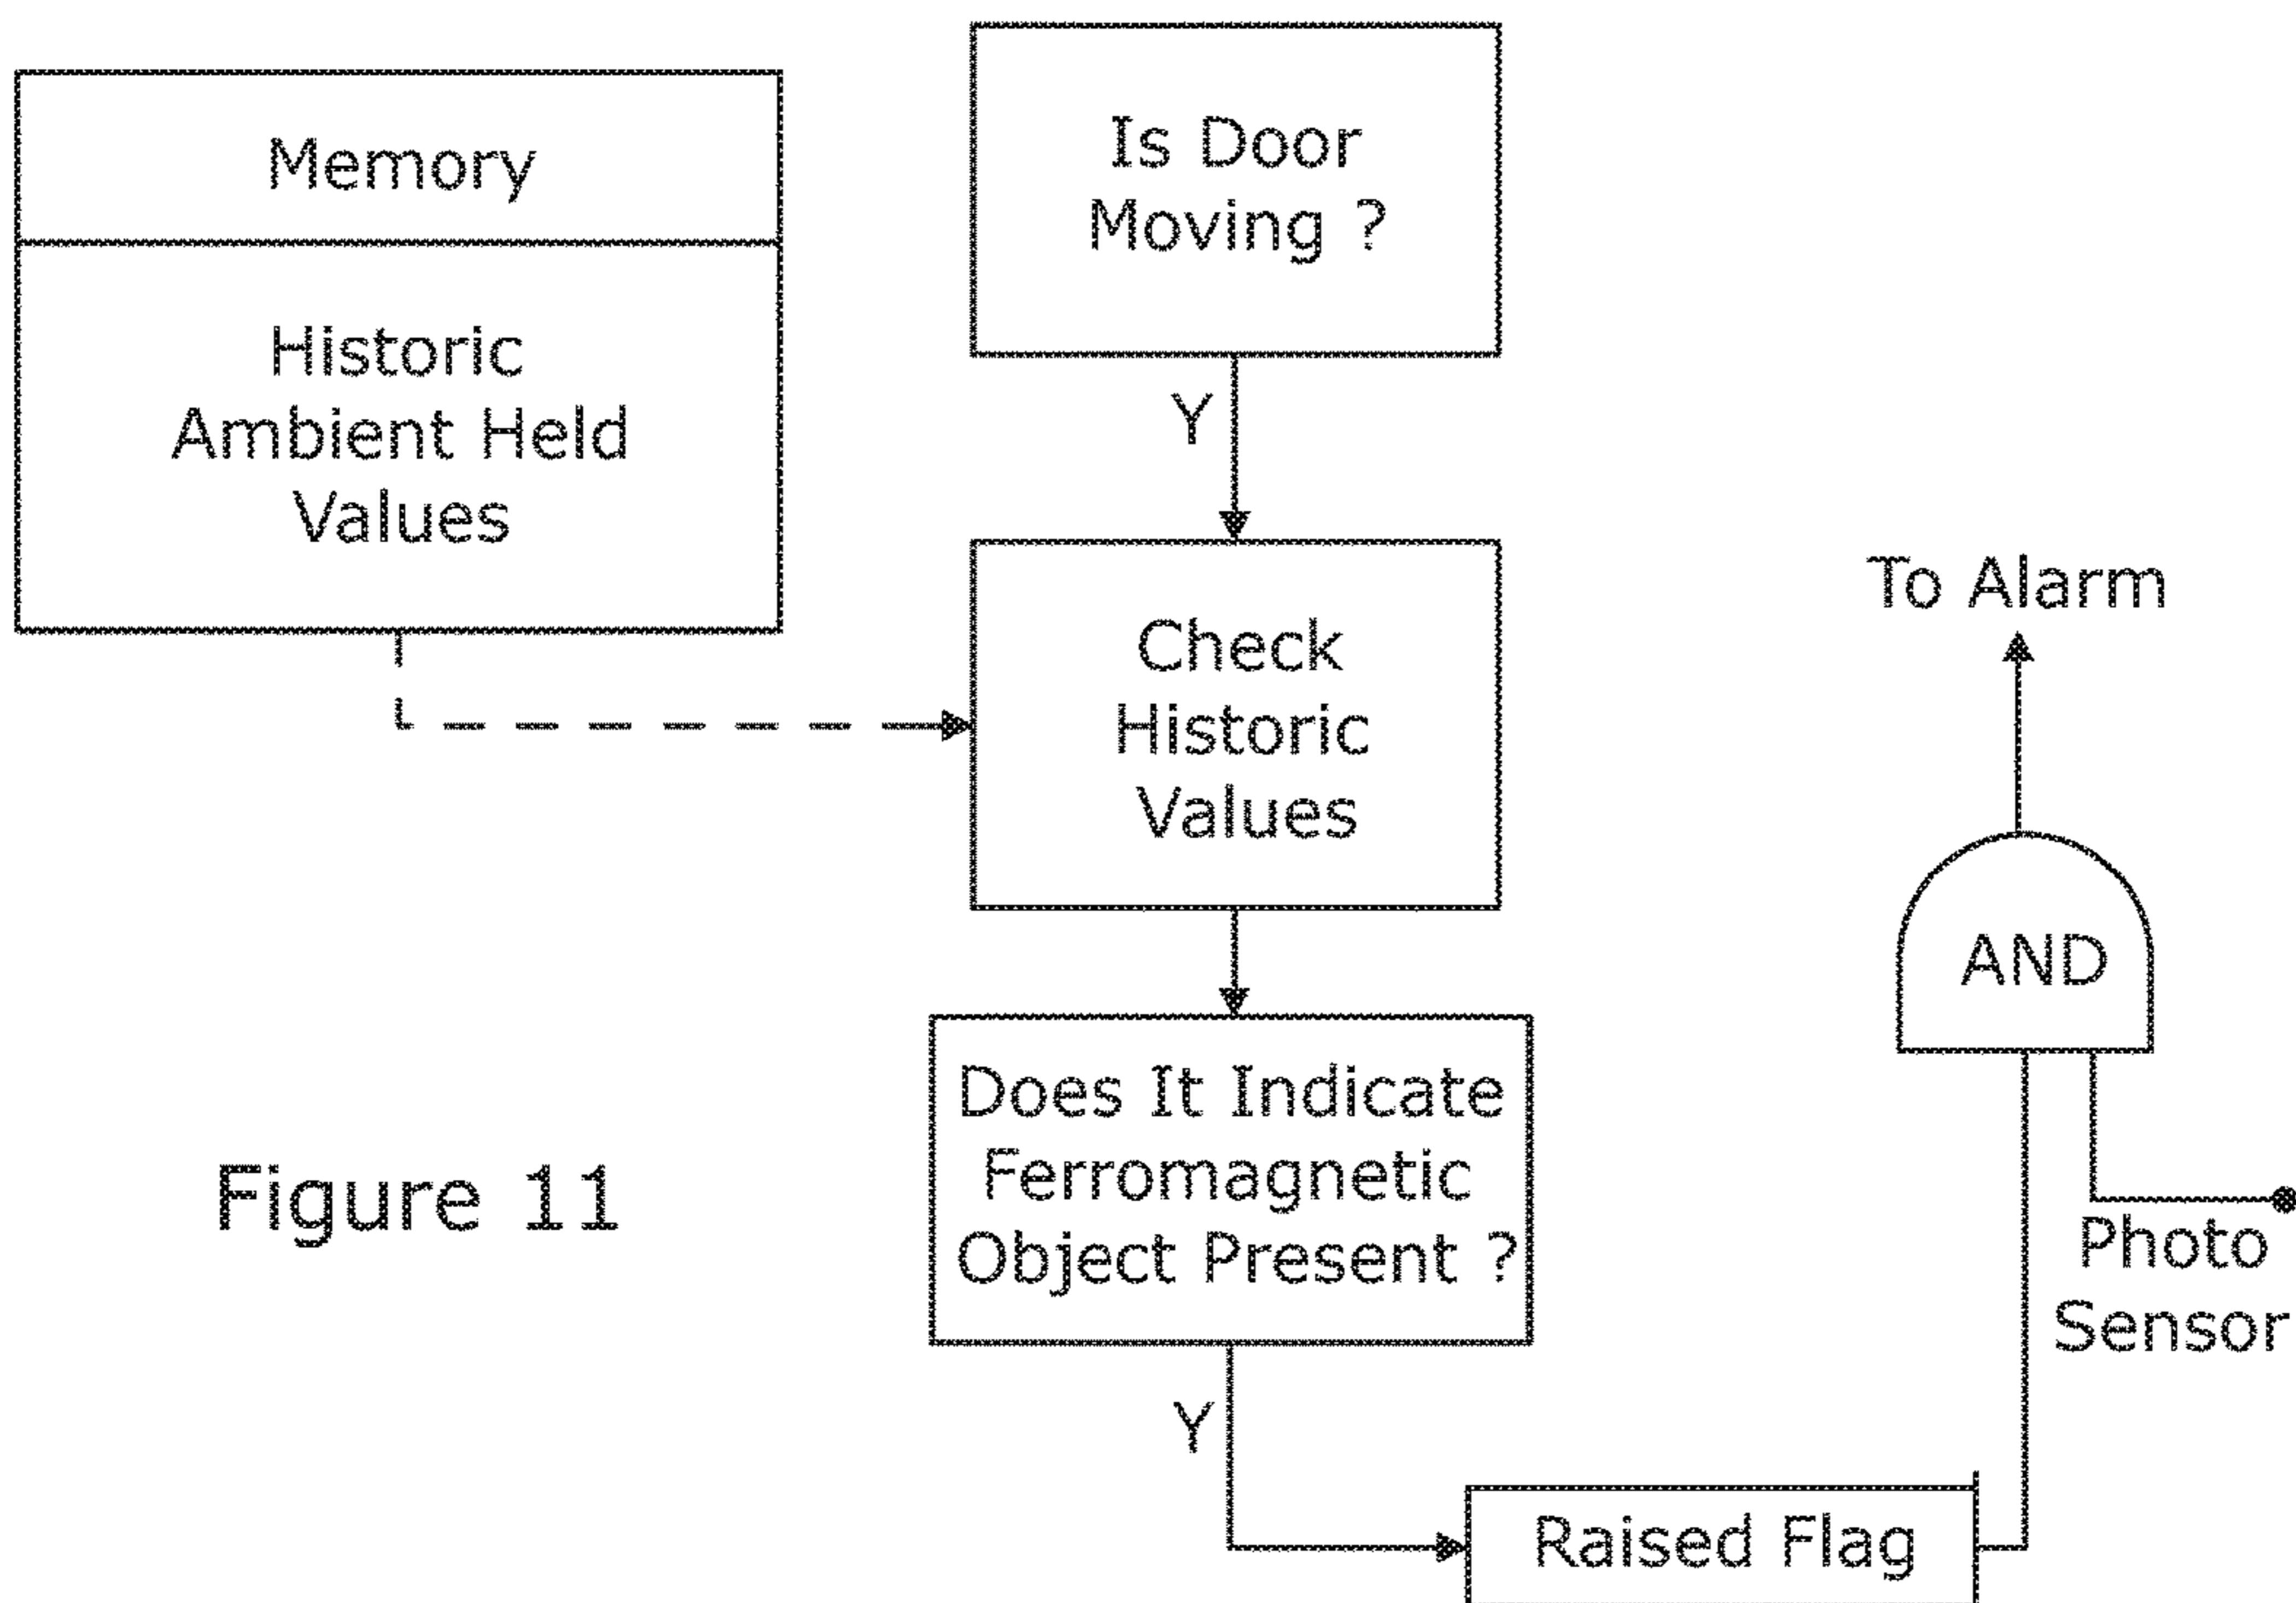 Memory
Historic
Ambient Held
Values
Is Door
Moving ?
Y
Check
Historic
Values
Does It Indicate
Ferromagnetic
Object Present ?
Y
Raised Flag
To Alarm
AND
Photo
Sensor
Figure 11